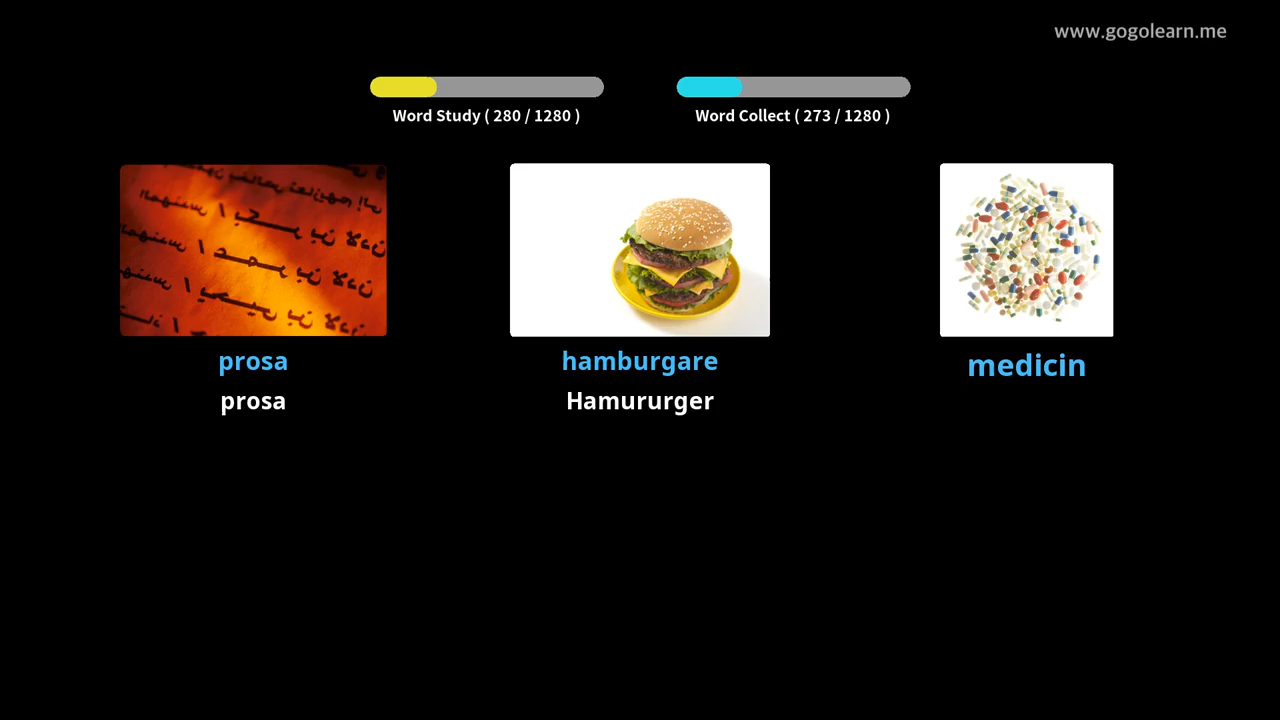 www.gogolearn.me
Word Study ( 280 / 1280 )
Word Collect ( 273 / 1280 )
prosa
prosa
hamburgare
Hamururger
medicin